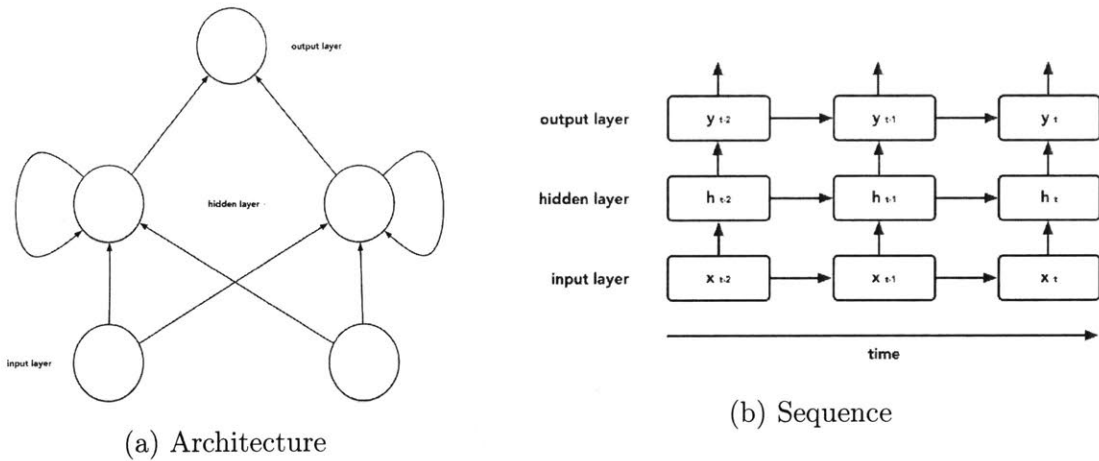 output layer
hidden layer
input layer
(a) Architecture
output layer
y t-2
y t-1
y t
hidden layer
h t-2
h t-1
h t
input layer
x t-2
x t-1
x t
time
(b) Sequence